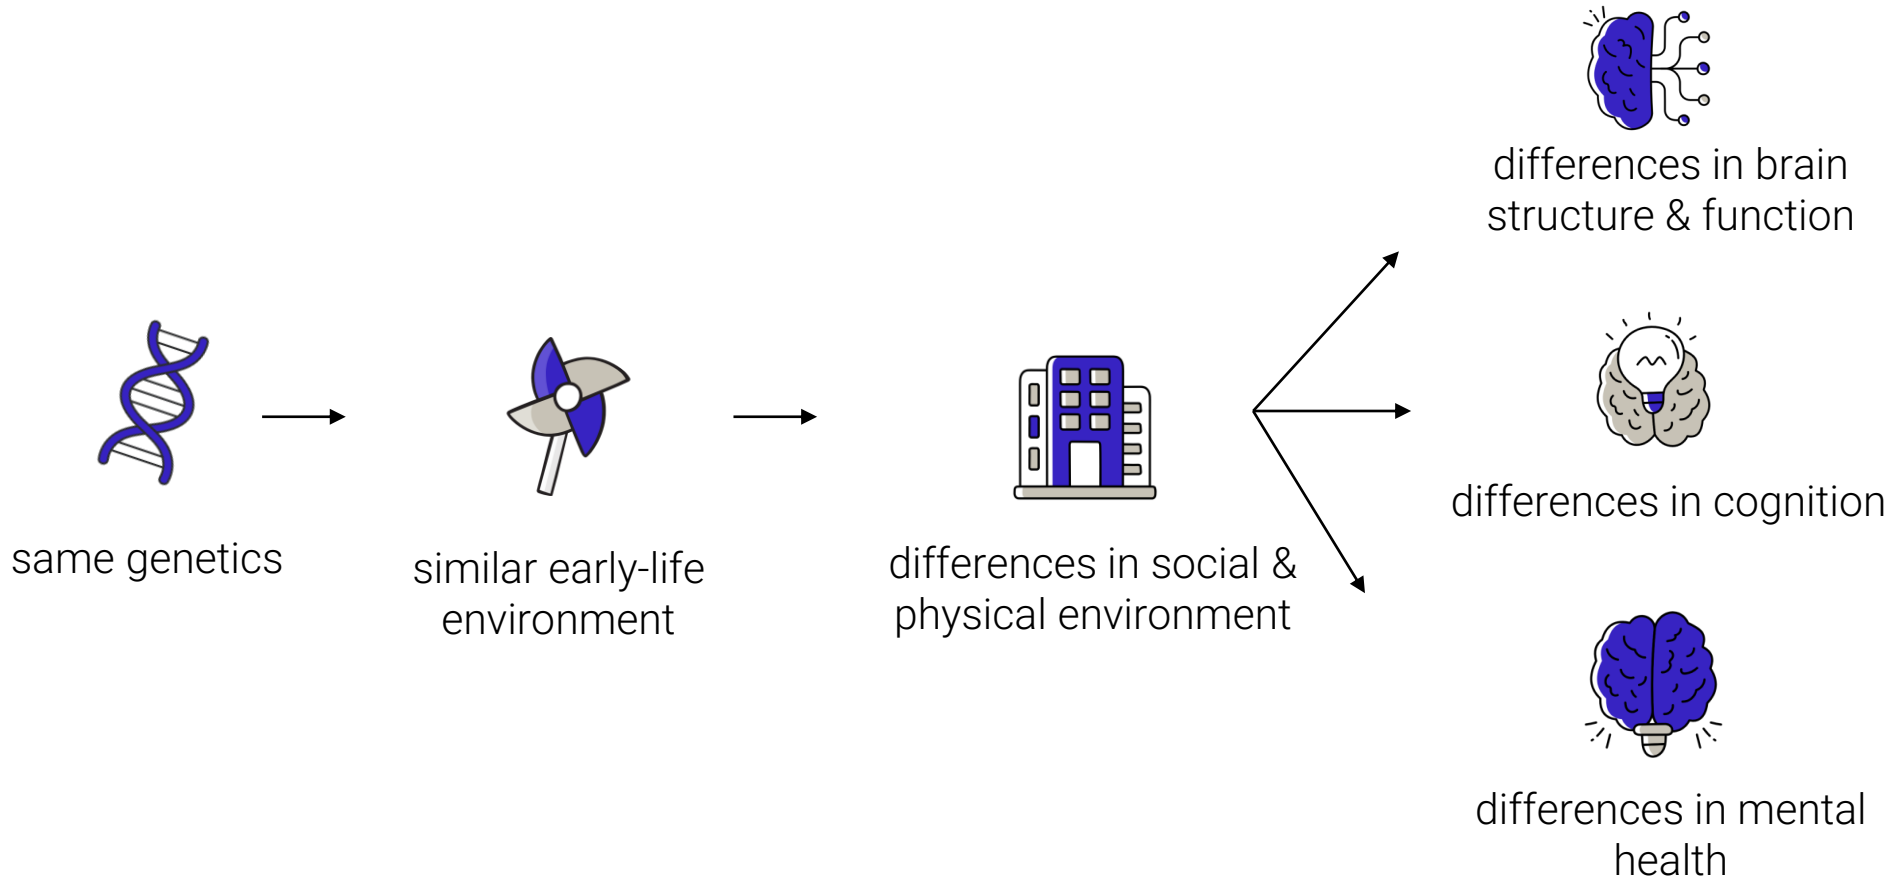 same genetics
similar early-life
environment
differences in social &
physical environment
differences in brain
structure & function
differences in cognition
differences in mental
health